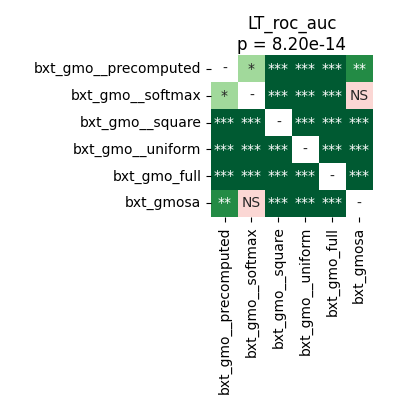 LT_roc_auc
p = 8.20e-14
bxt_gmo__precomputed - * *** *** *** **
bxt_gmo__softmax * - *** *** *** NS
bxt_gmo__square *** *** - *** *** ***
bxt_gmo__uniform *** *** *** - *** ***
bxt_gmo_full *** *** *** *** - ***
bxt_gmosa ** NS *** *** *** -
bxt_gmo__precomputed
bxt_gmo__softmax
bxt_gmo__square
bxt_gmo__uniform
bxt_gmo_full
bxt_gmosa